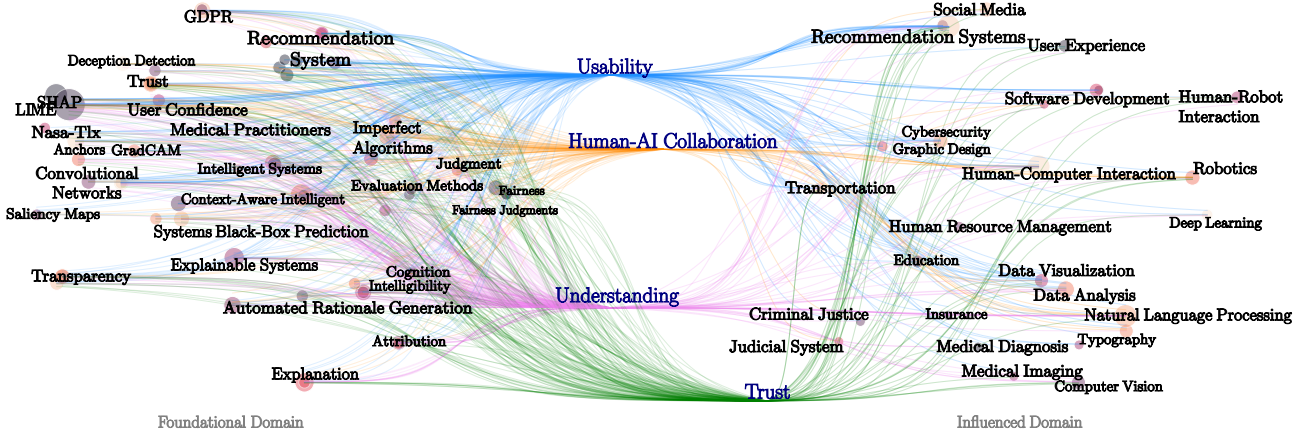 GDPR
Recommendation
System
Deception Detection
Trust
SHAP
LIME
User Confidence
Nasa-Tlx
Medical Practitioners
Imperfect
Algorithms
Anchors
GradCAM
Judgment
Convolutional
Networks
Intelligent Systems
Evaluation Methods
Fairness
Context-Aware Intelligent
Fairness Judgments
Saliency Maps
Systems
Black-Box Prediction
Explainable Systems
Cognition
Transparency
Intelligibility
Automated Rationale Generation
Attribution
Explanation
Foundational Domain
Usability
Human-AI Collaboration
Understanding
Trust
Social Media
Recommendation Systems
User Experience
Software Development
Human-Robot
Interaction
Cybersecurity
Graphic Design
Human-Computer Interaction
Robotics
Transportation
Human Resource Management
Deep Learning
Education
Data Visualization
Data Analysis
Criminal Justice
Insurance
Natural Language Processing
Judicial System
Medical Diagnosis
Typography
Medical Imaging
Computer Vision
Influenced Domain